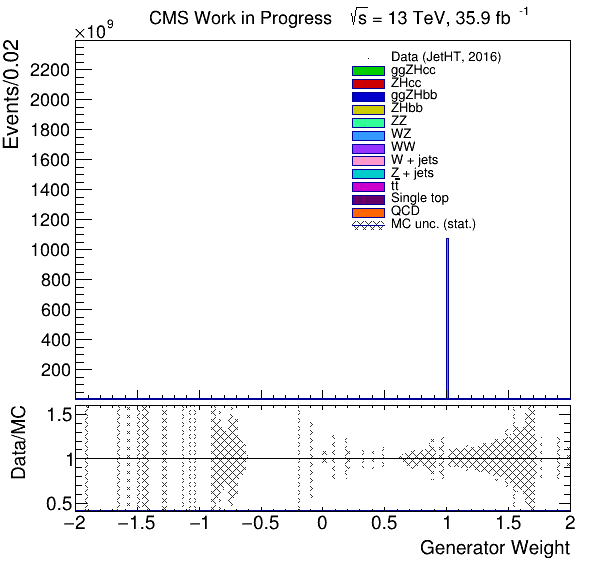 CMS Work in Progress √s = 13 TeV, 35.9 fb⁻¹
×10⁹
Events/0.02
2200
2000
1800
1600
1400
1200
1000
800
600
400
200
Data (JetHT, 2016)
ggZHcc
ZHcc
ggZHbb
ZHbb
ZZ
WZ
WW
W + jets
Z + jets
tt̅
Single top
QCD
MC unc. (stat.)
Data/MC
1.5
1
0.5
−2 −1.5 −1 −0.5 0 0.5 1 1.5 2
Generator Weight